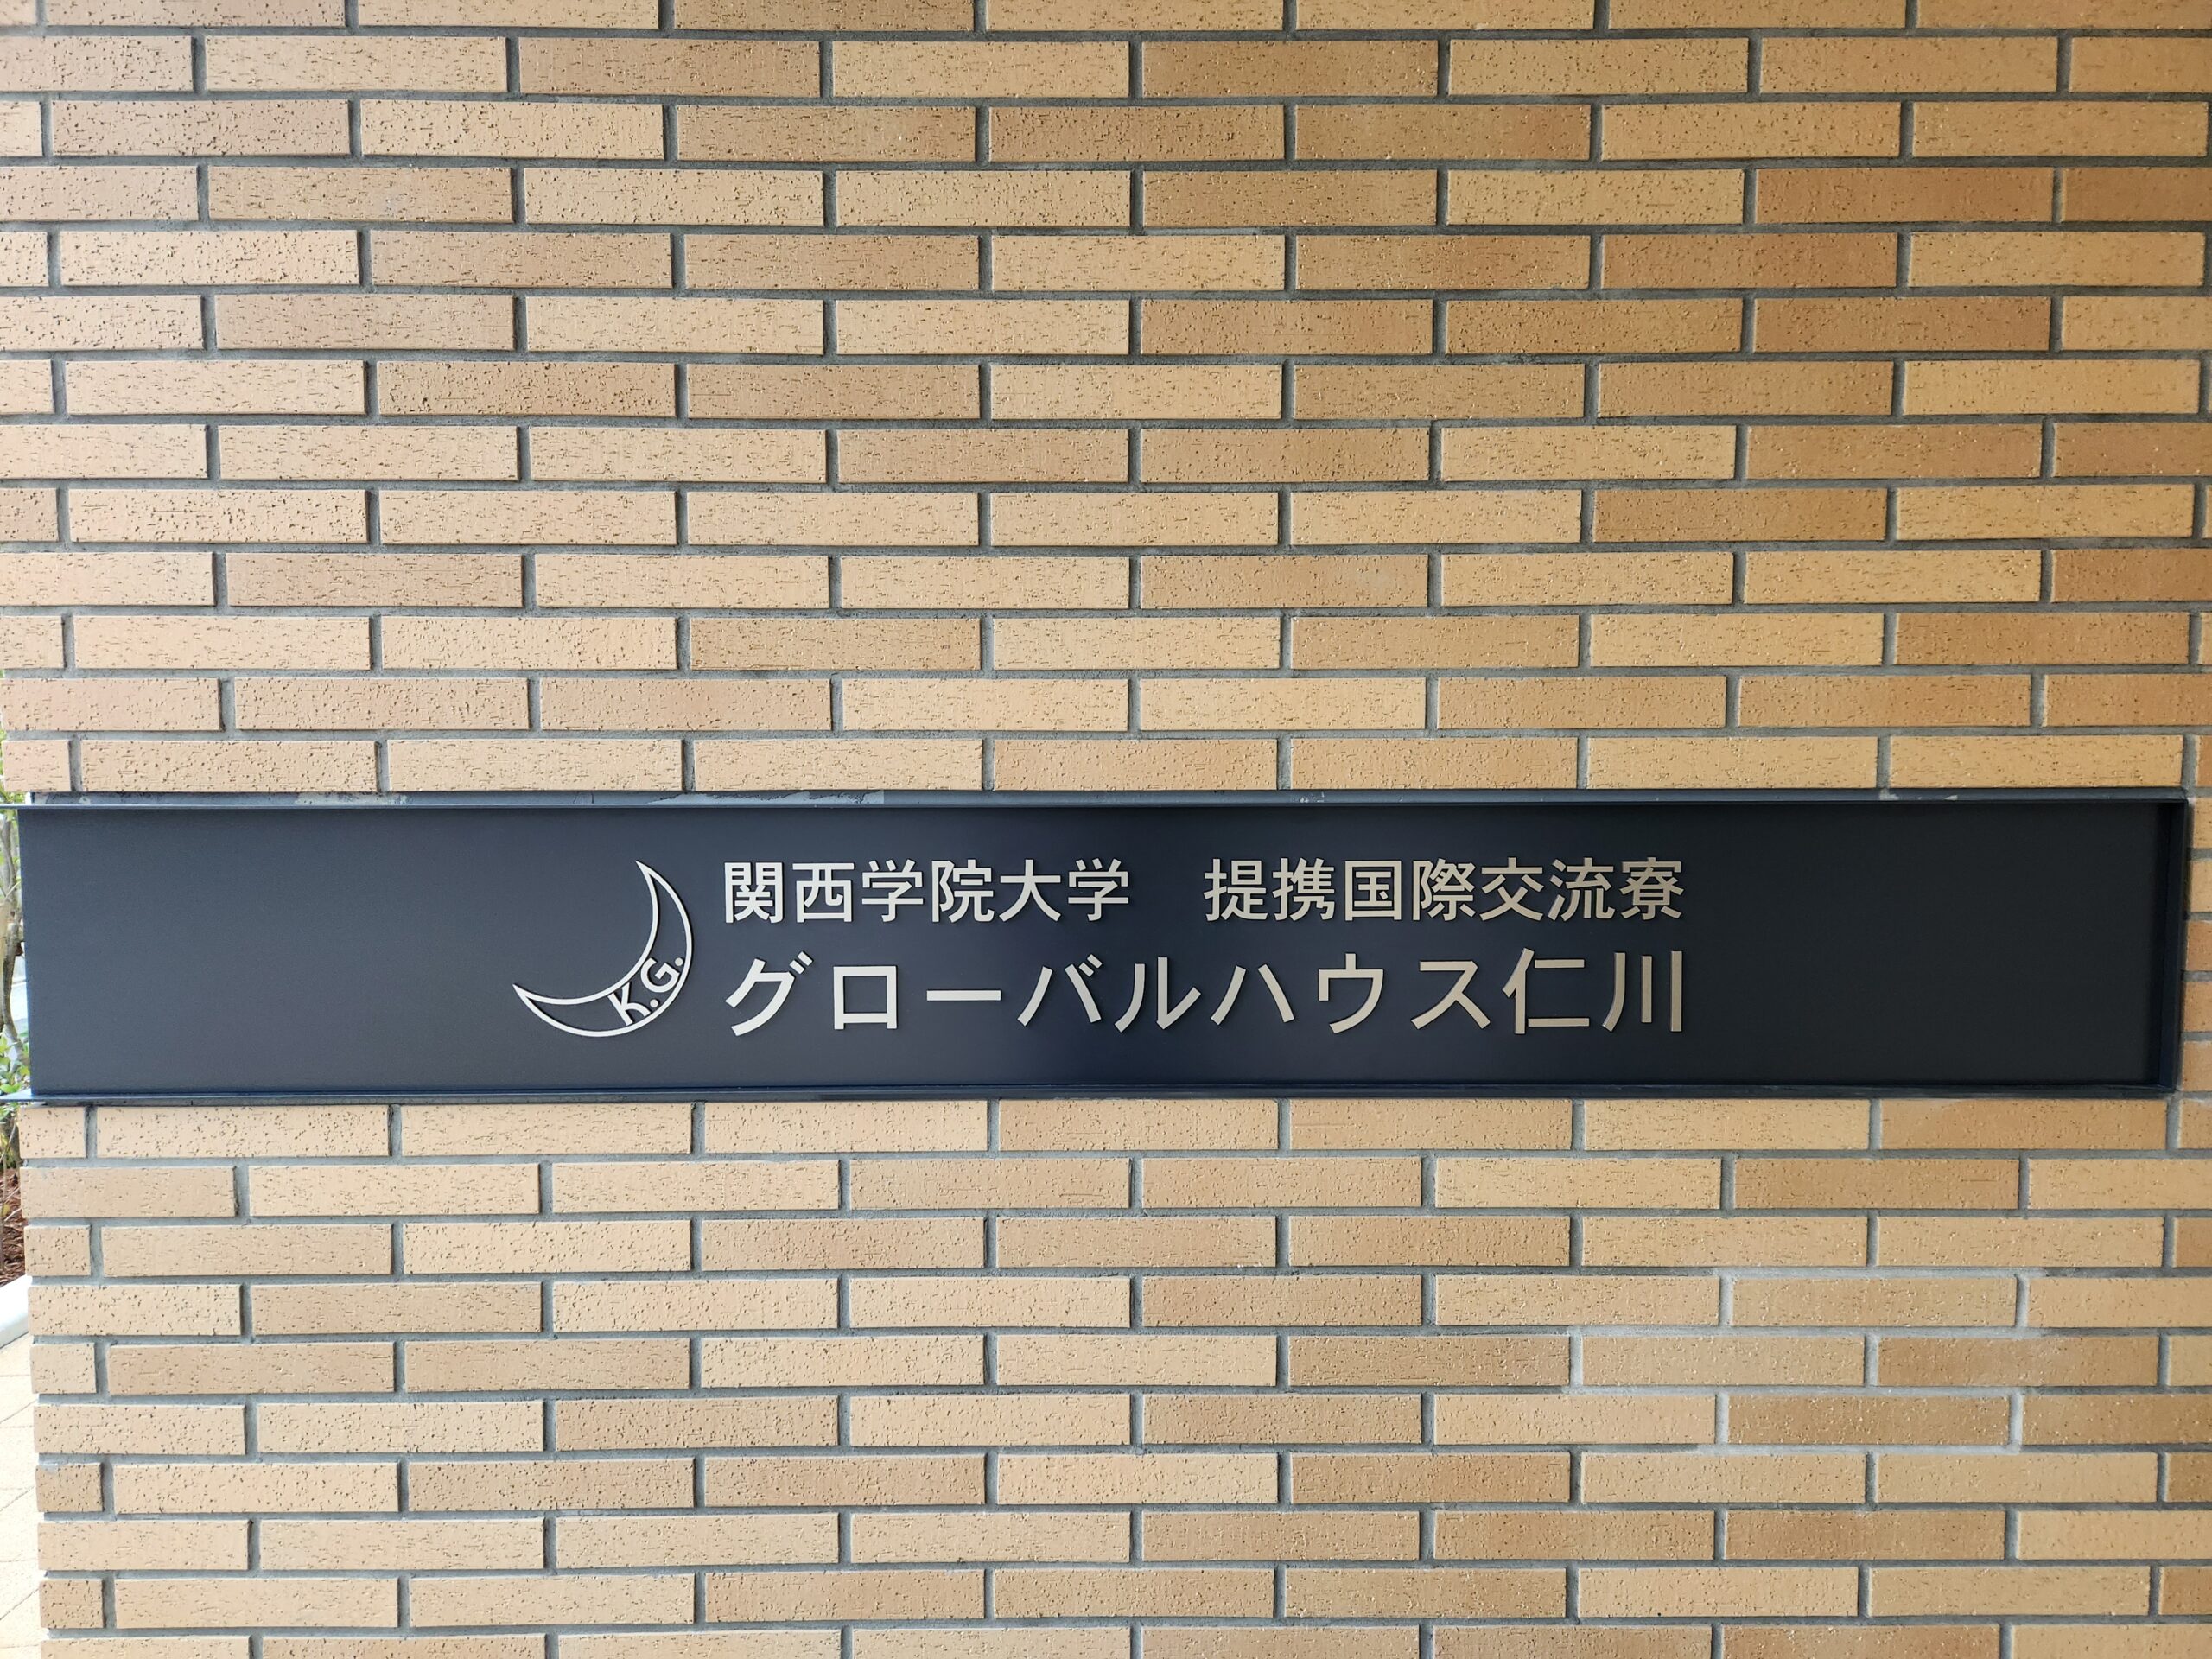 関西学院大学　提携国際交流寮
グローバルハウス仁川
K.G.